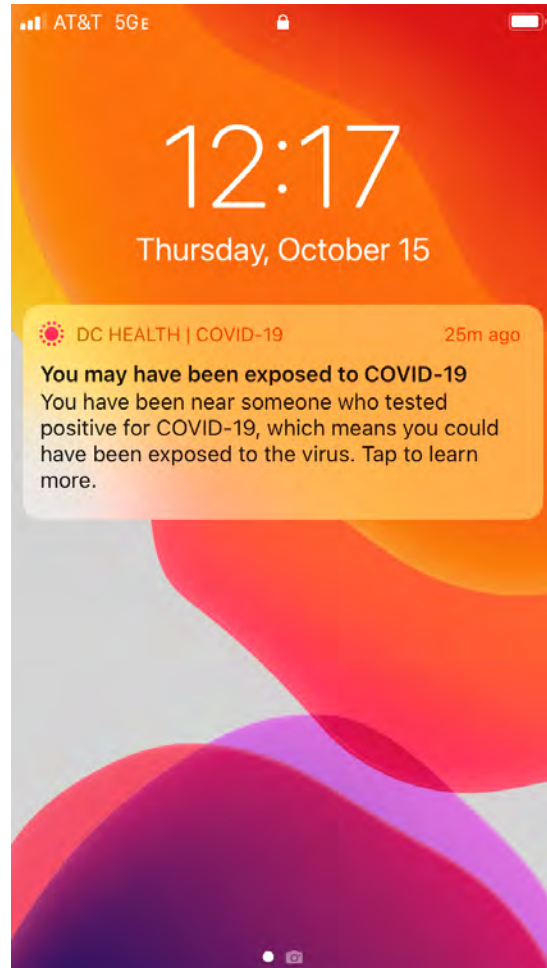 AT&T 5GE
12:17
Thursday, October 15
DC HEALTH | COVID-19 25m ago
You may have been exposed to COVID-19
You have been near someone who tested
positive for COVID-19, which means you could
have been exposed to the virus. Tap to learn
more.